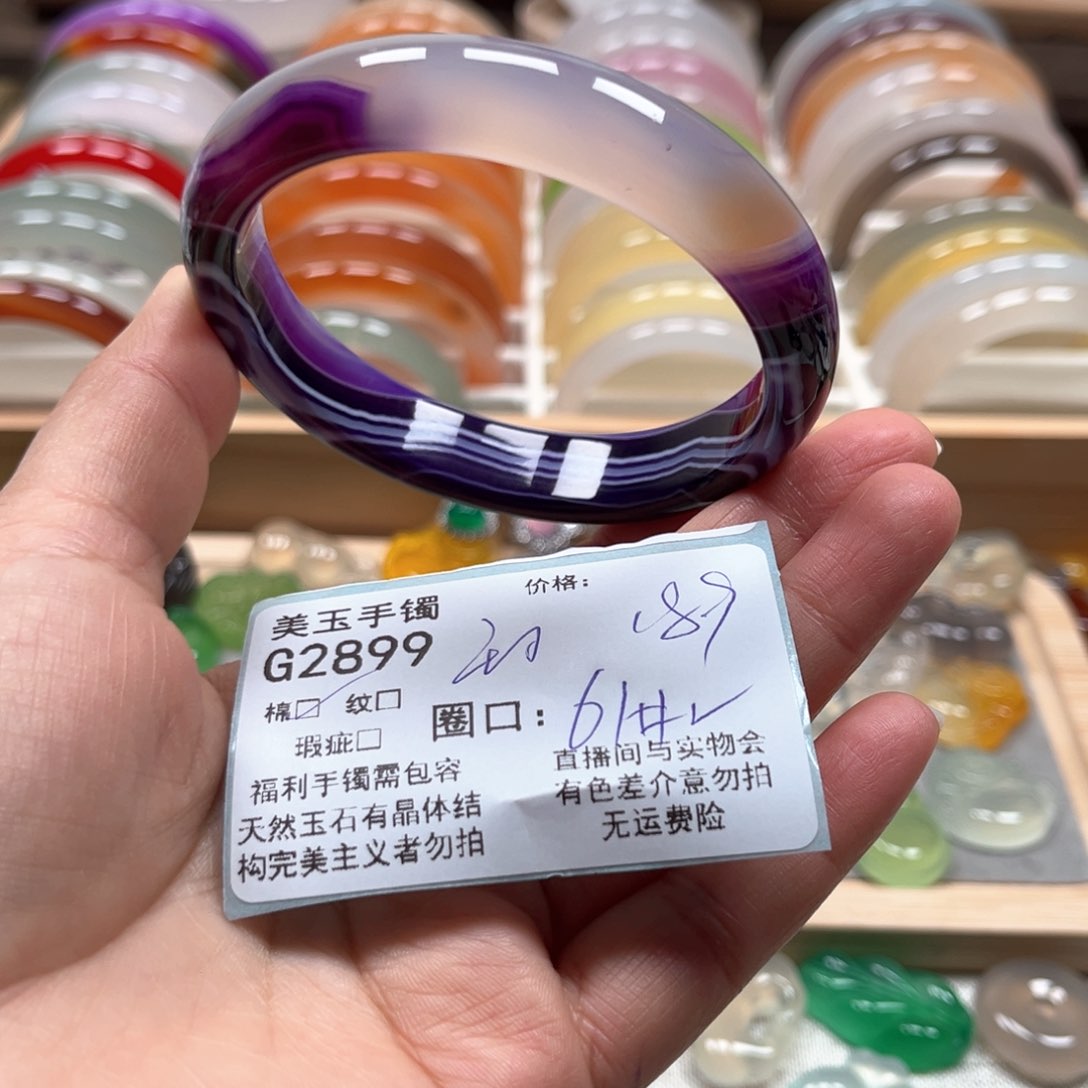 价格：
美玉手镯
189
G2899
棉☑ 纹□
圈口：61
瑕疵□
直播间与实物会
福利手镯需包容
有色差介意勿拍
天然玉石有晶体结
无运费险
构完美主义者勿拍